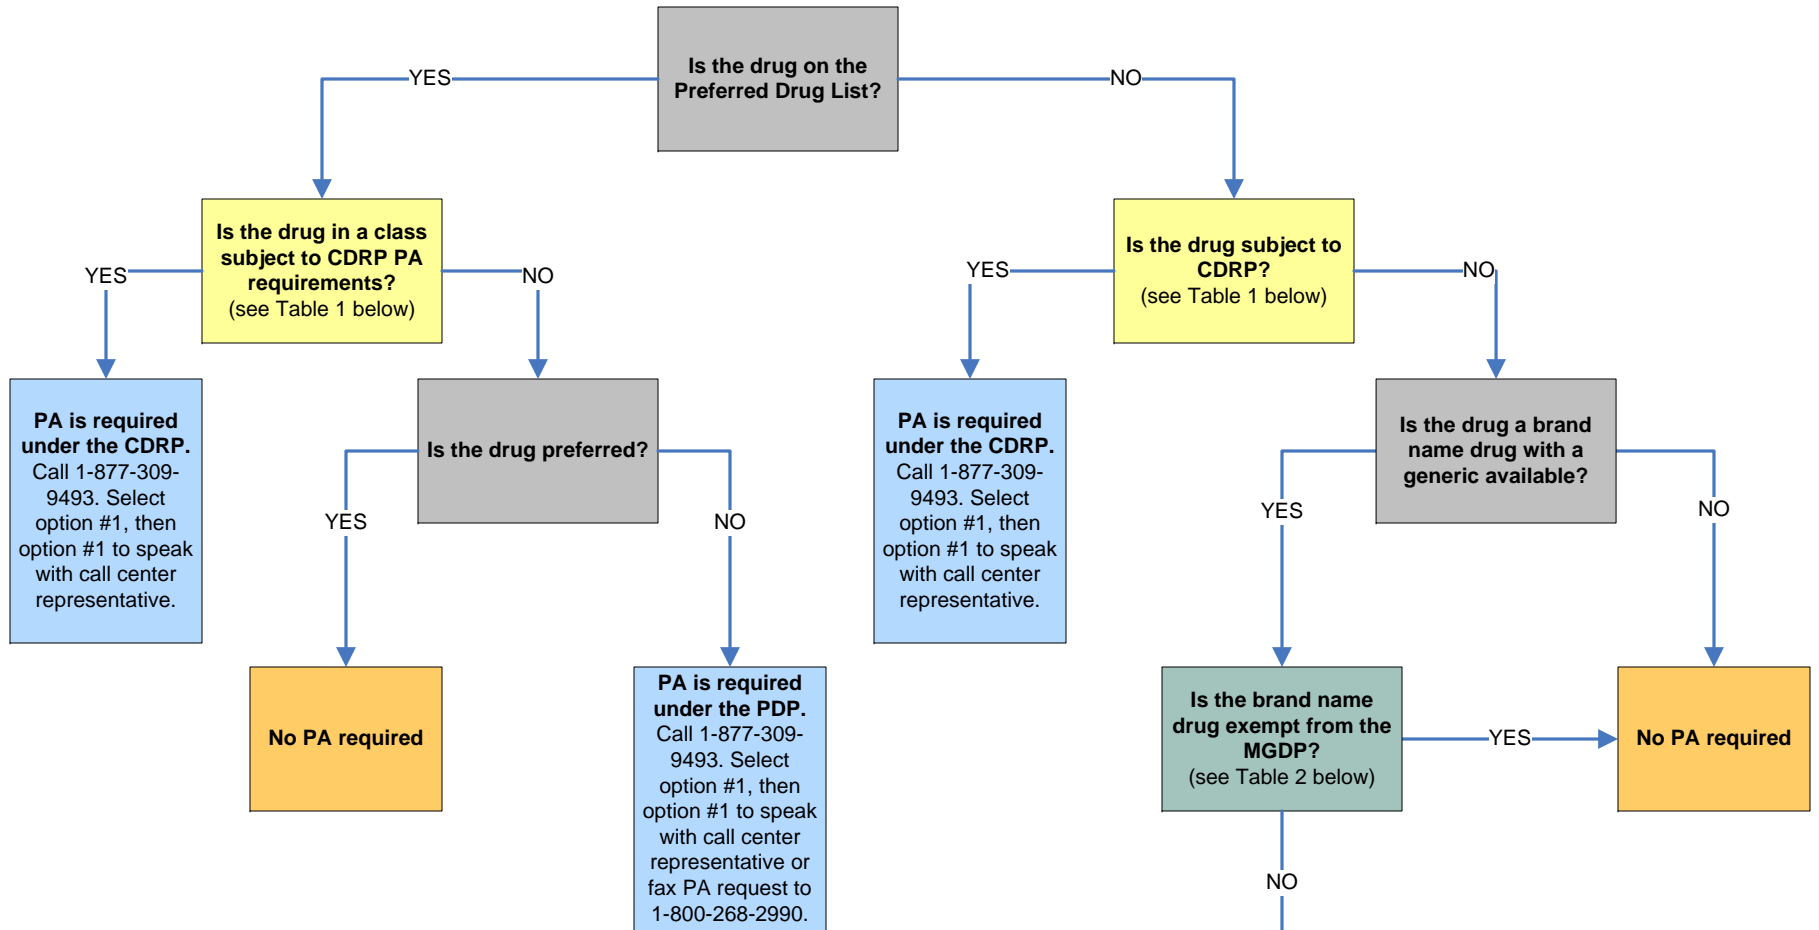 Is the drug on the
Preferred Drug List?
YES
NO
Is the drug in a class
subject to CDRP PA
requirements?
(see Table 1 below)
Is the drug subject to
CDRP?
(see Table 1 below)
YES
NO
YES
NO
PA is required
under the CDRP.
Call 1-877-309-
9493. Select
option #1, then
option #1 to speak
with call center
representative.
Is the drug preferred?
PA is required
under the CDRP.
Call 1-877-309-
9493. Select
option #1, then
option #1 to speak
with call center
representative.
Is the drug a brand
name drug with a
generic available?
YES
NO
YES
NO
No PA required
PA is required
under the PDP.
Call 1-877-309-
9493. Select
option #1, then
option #1 to speak
with call center
representative or
fax PA request to
1-800-268-2990.
Is the brand name
drug exempt from the
MGDP?
(see Table 2 below)
YES
No PA required
NO